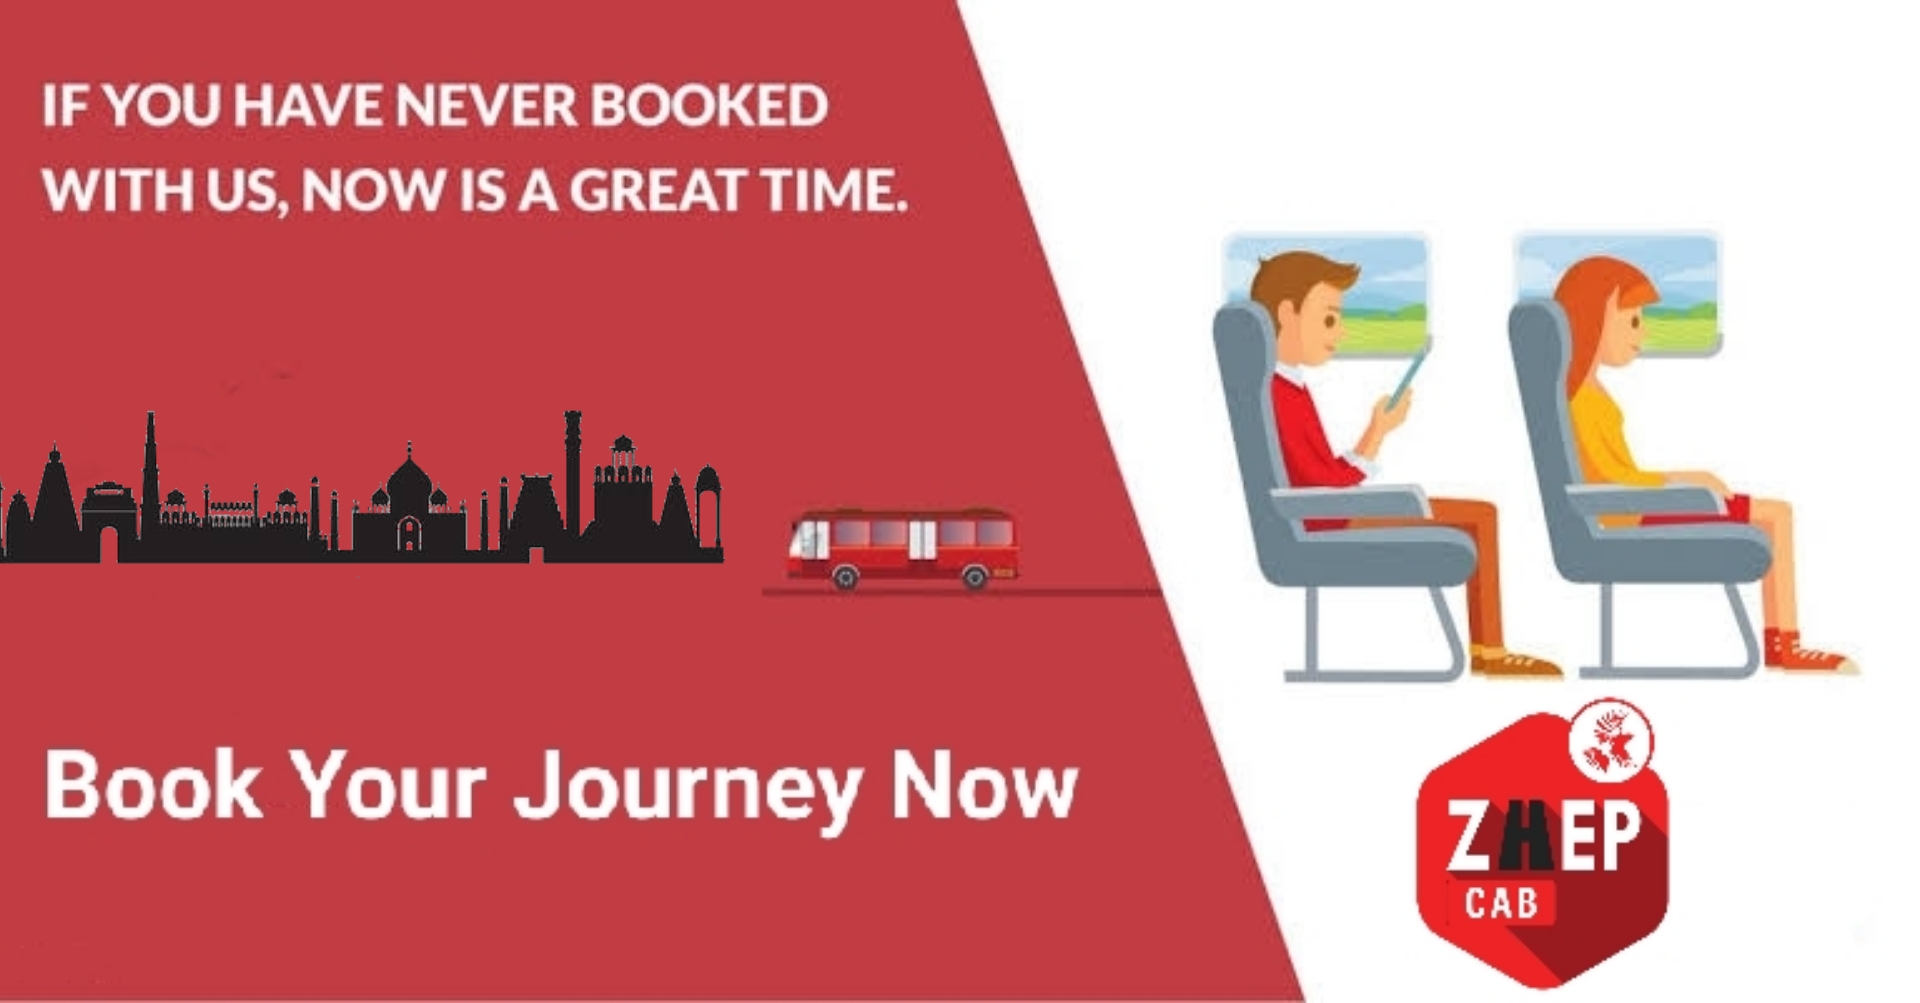 IF YOU HAVE NEVER BOOKED
WITH US, NOW IS A GREAT TIME.
Book Your Journey Now
ZHEP
CAB